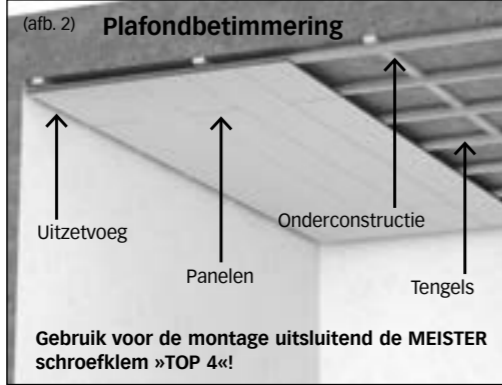 (afb. 2) Plafondbetimmering
Uitzetvoeg
Panelen
Onderconstructie
Tengels
Gebruik voor de montage uitsluitend de MEISTER
schroefklem »TOP 4«!